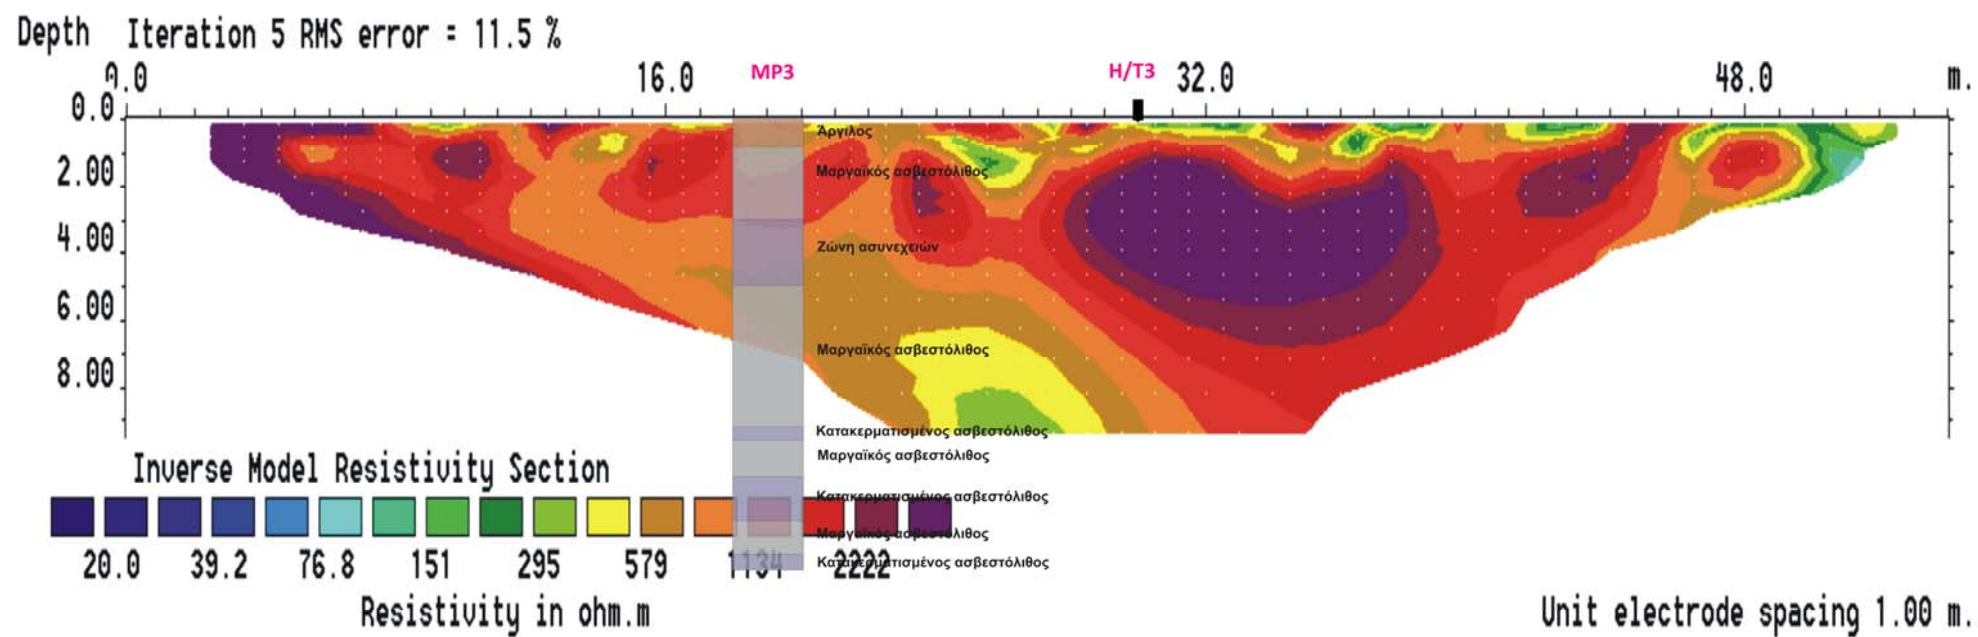 Depth Iteration 5 RMS error = 11.5 %
0.0 16.0 MP3 H/T3 32.0 48.0 m.
0.0
Άργιλος
2.00
Μαργαϊκός ασβεστόλιθος
4.00
Ζώνη ασυνεχειών
6.00
Μαργαϊκός ασβεστόλιθος
8.00
Κατακερματισμένος ασβεστόλιθος
Μαργαϊκός ασβεστόλιθος
Inverse Model Resistivity Section
Κατακερματισμένος ασβεστόλιθος
Μαργαϊκός ασβεστόλιθος
Κατακερματισμένος ασβεστόλιθος
20.0 39.2 76.8 151 295 579 1134 2222
Resistivity in ohm.m
Unit electrode spacing 1.00 m.